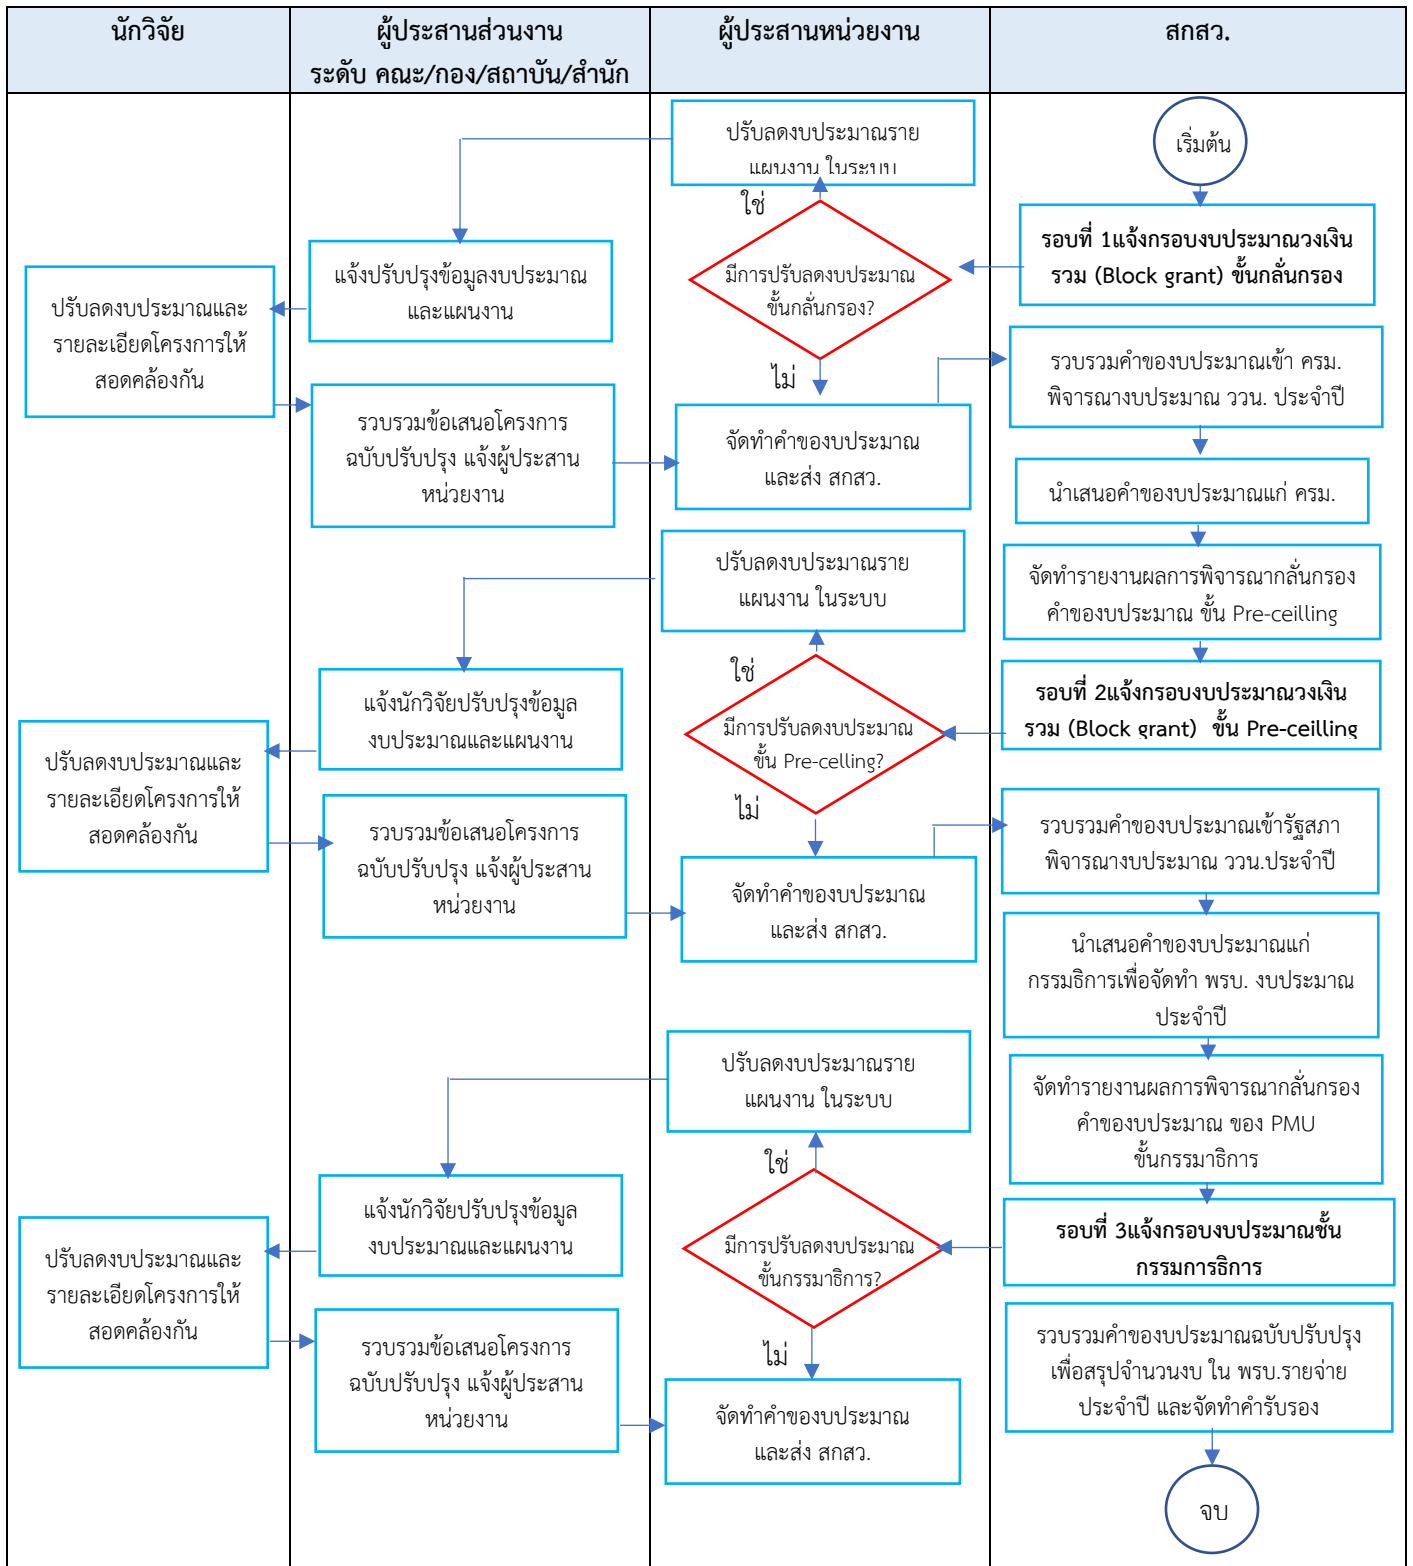 นักวิจัย
ผู้ประสานส่วนงาน
ระดับ คณะ/กอง/สถาบัน/สำนัก
ผู้ประสานหน่วยงาน
สกสว.
เริ่มต้น
รอบที่ 1แจ้งกรอบงบประมาณวงเงิน
รวม (Block grant) ขั้นกลั่นกรอง
ปรับลดงบประมาณราย
แผนงาน ในระบบ
ใช่
มีการปรับลดงบประมาณ
ขั้นกลั่นกรอง?
ไม่
แจ้งปรับปรุงข้อมูลงบประมาณ
และแผนงาน
ปรับลดงบประมาณและ
รายละเอียดโครงการให้
สอดคล้องกัน
รวบรวมข้อเสนอโครงการ
ฉบับปรับปรุง แจ้งผู้ประสาน
หน่วยงาน
จัดทำคำของบประมาณ
และส่ง สกสว.
รวบรวมคำของบประมาณเข้า ครม.
พิจารณางบประมาณ ววน. ประจำปี
นำเสนอคำของบประมาณแก่ ครม.
จัดทำรายงานผลการพิจารณากลั่นกรอง
คำของบประมาณ ขั้น Pre-ceilling
รอบที่ 2แจ้งกรอบงบประมาณวงเงิน
รวม (Block grant)  ขั้น Pre-ceilling
ปรับลดงบประมาณราย
แผนงาน ในระบบ
ใช่
มีการปรับลดงบประมาณ
ขั้น Pre-celling?
ไม่
แจ้งนักวิจัยปรับปรุงข้อมูล
งบประมาณและแผนงาน
ปรับลดงบประมาณและ
รายละเอียดโครงการให้
สอดคล้องกัน
รวบรวมข้อเสนอโครงการ
ฉบับปรับปรุง แจ้งผู้ประสาน
หน่วยงาน
จัดทำคำของบประมาณ
และส่ง สกสว.
รวบรวมคำของบประมาณเข้ารัฐสภา
พิจารณางบประมาณ ววน.ประจำปี
นำเสนอคำของบประมาณแก่
กรรมธิการเพื่อจัดทำ พรบ. งบประมาณ
ประจำปี
จัดทำรายงานผลการพิจารณากลั่นกรอง
คำของบประมาณ ของ PMU
ขั้นกรรมาธิการ
รอบที่ 3แจ้งกรอบงบประมาณชั้น
กรรมการธิการ
ปรับลดงบประมาณราย
แผนงาน ในระบบ
ใช่
มีการปรับลดงบประมาณ
ขั้นกรรมาธิการ?
ไม่
แจ้งนักวิจัยปรับปรุงข้อมูล
งบประมาณและแผนงาน
ปรับลดงบประมาณและ
รายละเอียดโครงการให้
สอดคล้องกัน
รวบรวมข้อเสนอโครงการ
ฉบับปรับปรุง แจ้งผู้ประสาน
หน่วยงาน
จัดทำคำของบประมาณ
และส่ง สกสว.
รวบรวมคำของบประมาณฉบับปรับปรุง
เพื่อสรุปจำนวนงบ ใน พรบ.รายจ่าย
ประจำปี และจัดทำคำรับรอง
จบ